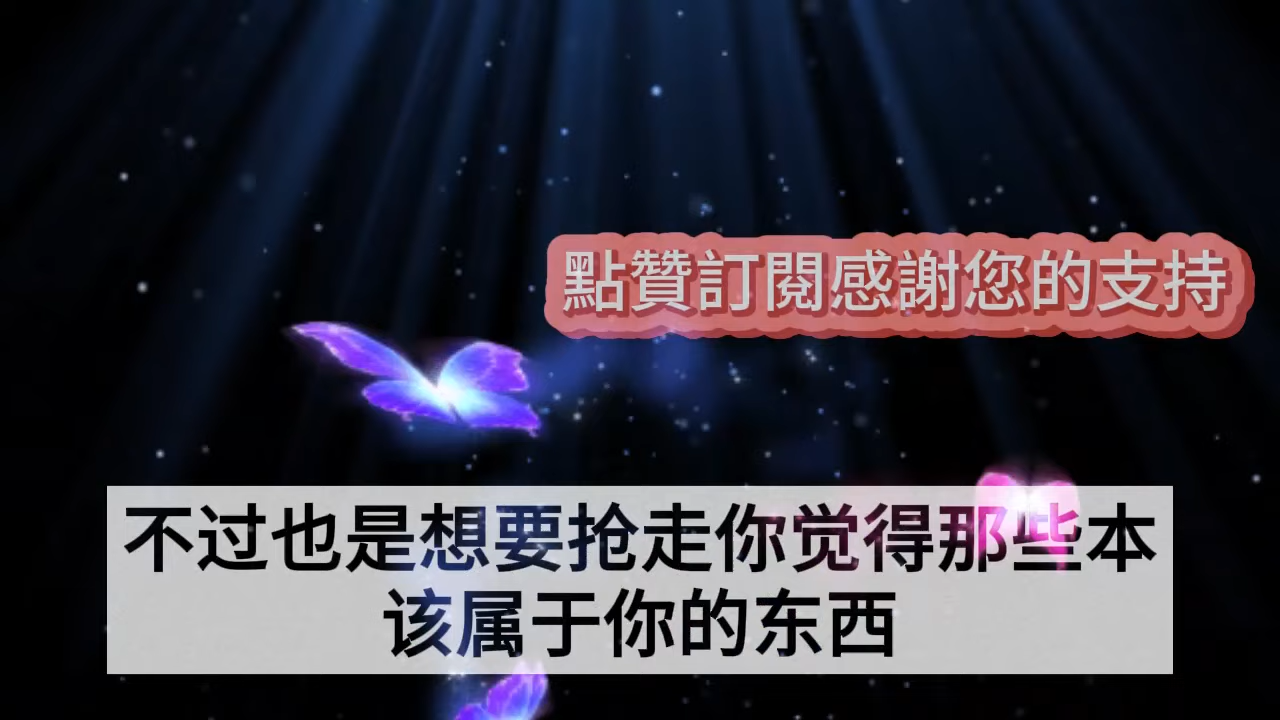 點贊訂閱感謝您的支持
不过也是想要抢走你觉得那些本
该属于你的东西